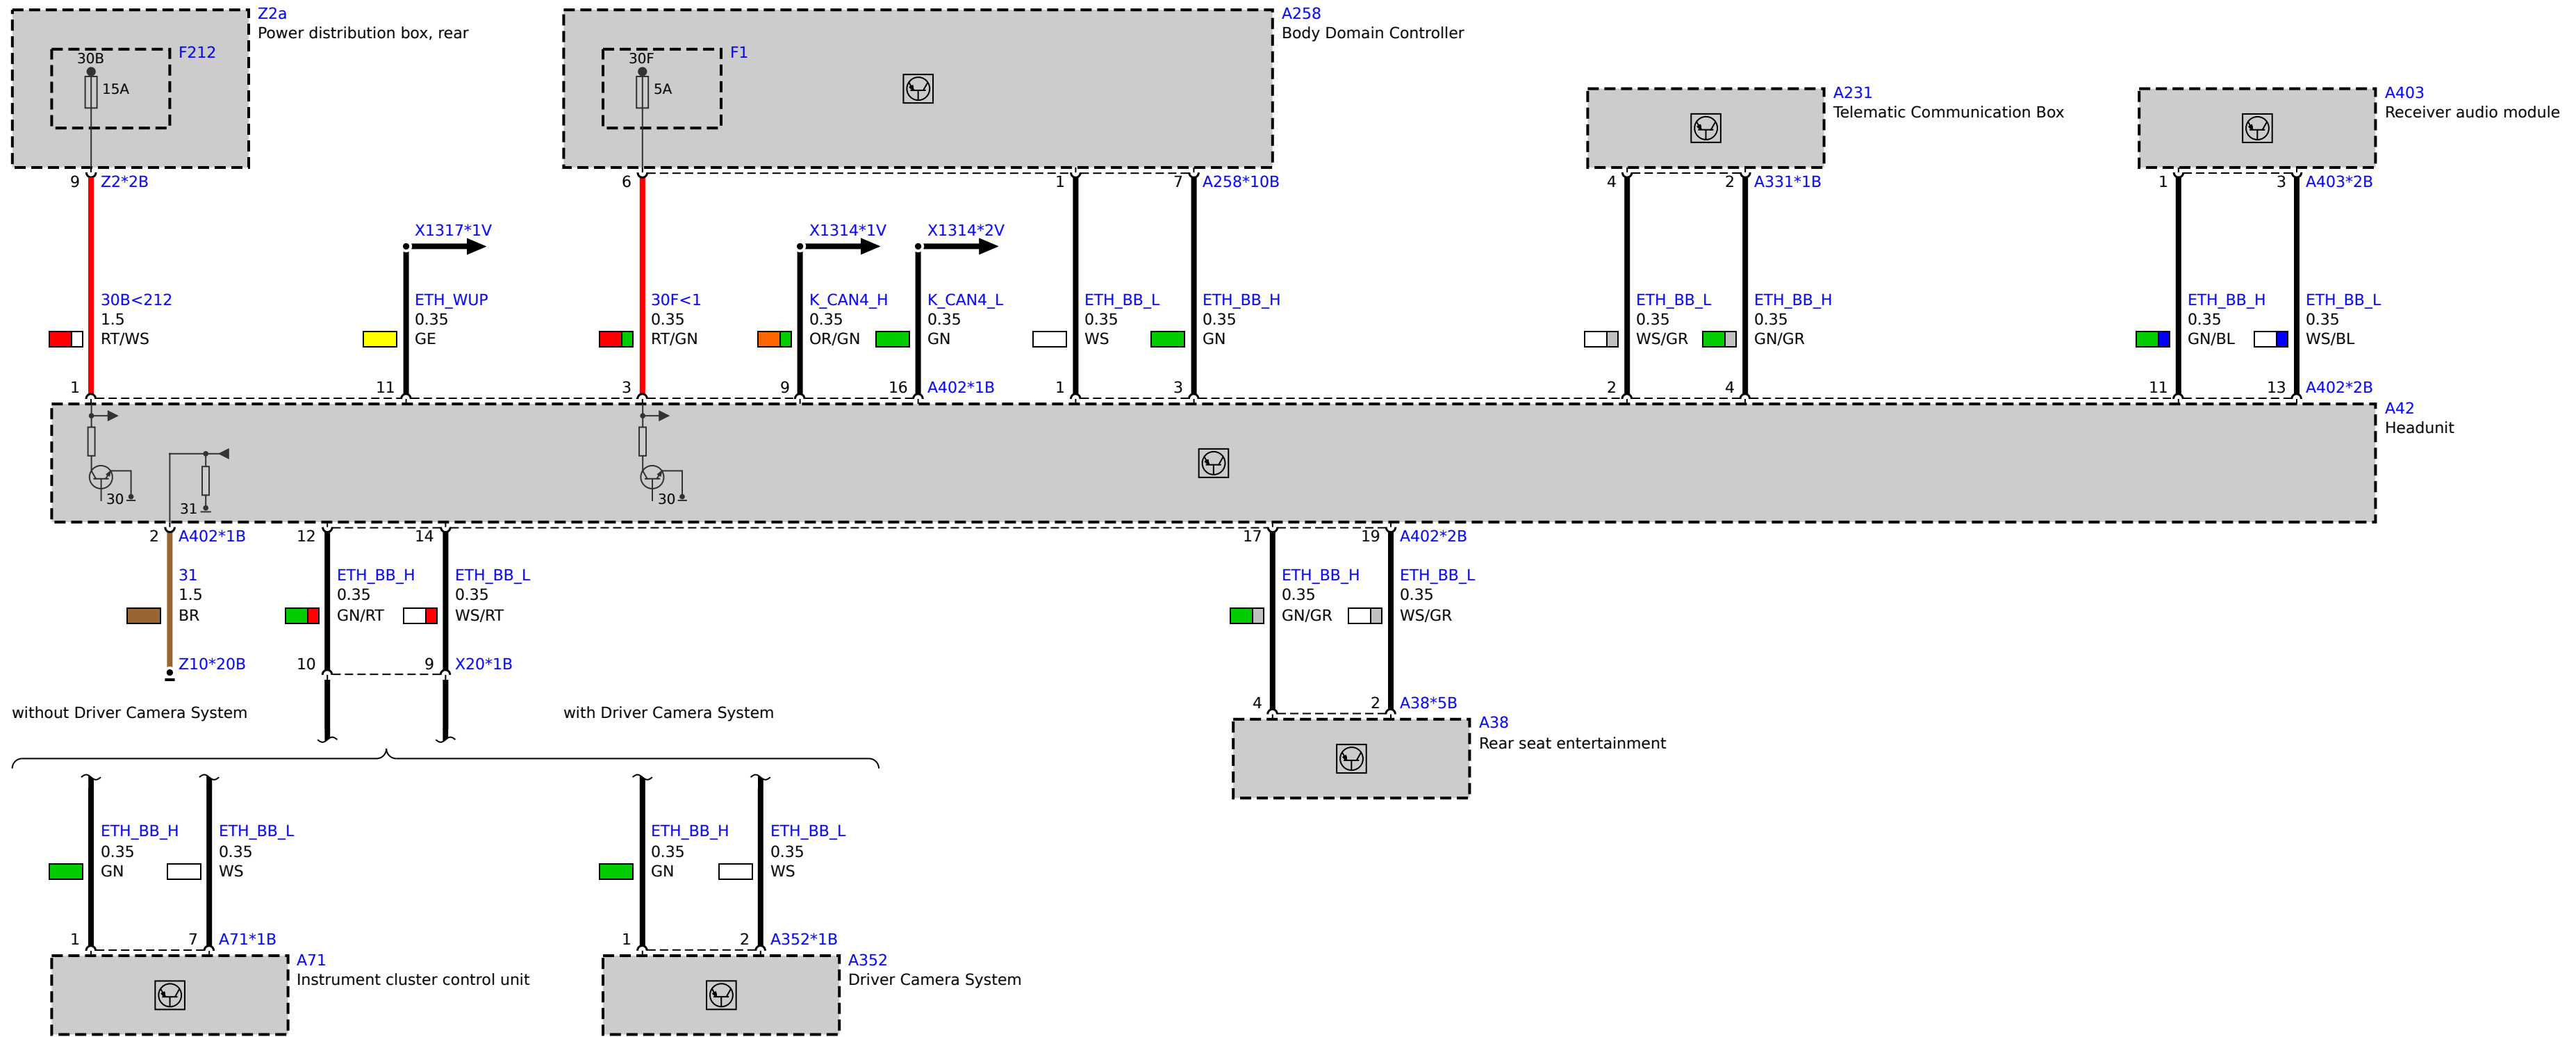 Z2a
Power distribution box, rear
A258
Body Domain Controller
F212
30B
15A
F1
30F
5A
A231
Telematic Communication Box
A403
Receiver audio module
9 Z2*2B
6
1
7 A258*10B
4
2 A331*1B
1
3 A403*2B
X1317*1V
X1314*1V
X1314*2V
30B<212
1.5
RT/WS
ETH_WUP
0.35
GE
30F<1
0.35
RT/GN
K_CAN4_H
0.35
OR/GN
K_CAN4_L
0.35
GN
ETH_BB_L
0.35
WS
ETH_BB_H
0.35
GN
ETH_BB_L
0.35
WS/GR
ETH_BB_H
0.35
GN/GR
ETH_BB_H
0.35
GN/BL
ETH_BB_L
0.35
WS/BL
1
11
3
9
16 A402*1B
1
3
2
4
11
13 A402*2B
A42
Headunit
30
31
30
2 A402*1B
12
14
17
19 A402*2B
31
1.5
BR
ETH_BB_H
0.35
GN/RT
ETH_BB_L
0.35
WS/RT
ETH_BB_H
0.35
GN/GR
ETH_BB_L
0.35
WS/GR
Z10*20B
10
9 X20*1B
4
2 A38*5B
without Driver Camera System
with Driver Camera System
A38
Rear seat entertainment
ETH_BB_H
0.35
GN
ETH_BB_L
0.35
WS
ETH_BB_H
0.35
GN
ETH_BB_L
0.35
WS
1
7 A71*1B
1
2 A352*1B
A71
Instrument cluster control unit
A352
Driver Camera System